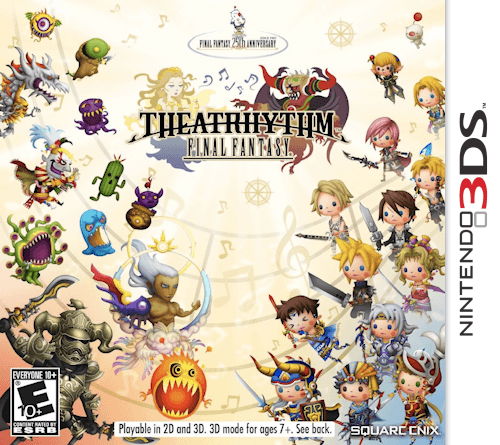 FINAL FANTASY 25th ANNIVERSARY
THEATRHYTHM
FINAL FANTASY
NINTENDO 3DS
TM
EVERYONE 10+
E
10+
CONTENT RATED BY
ESRB
Playable in 2D and 3D. 3D mode for ages 7+. See back.
SQUARE ENIX